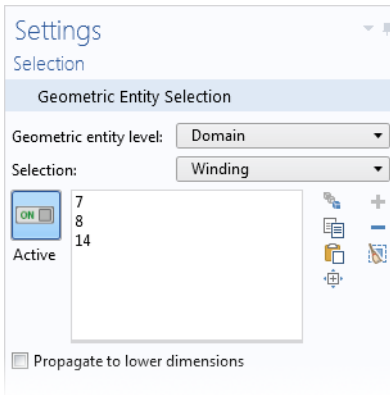 Settings
Selection
Geometric Entity Selection
Geometric entity level: Domain
Selection: Winding
ON
7
8
14
Active
Propagate to lower dimensions